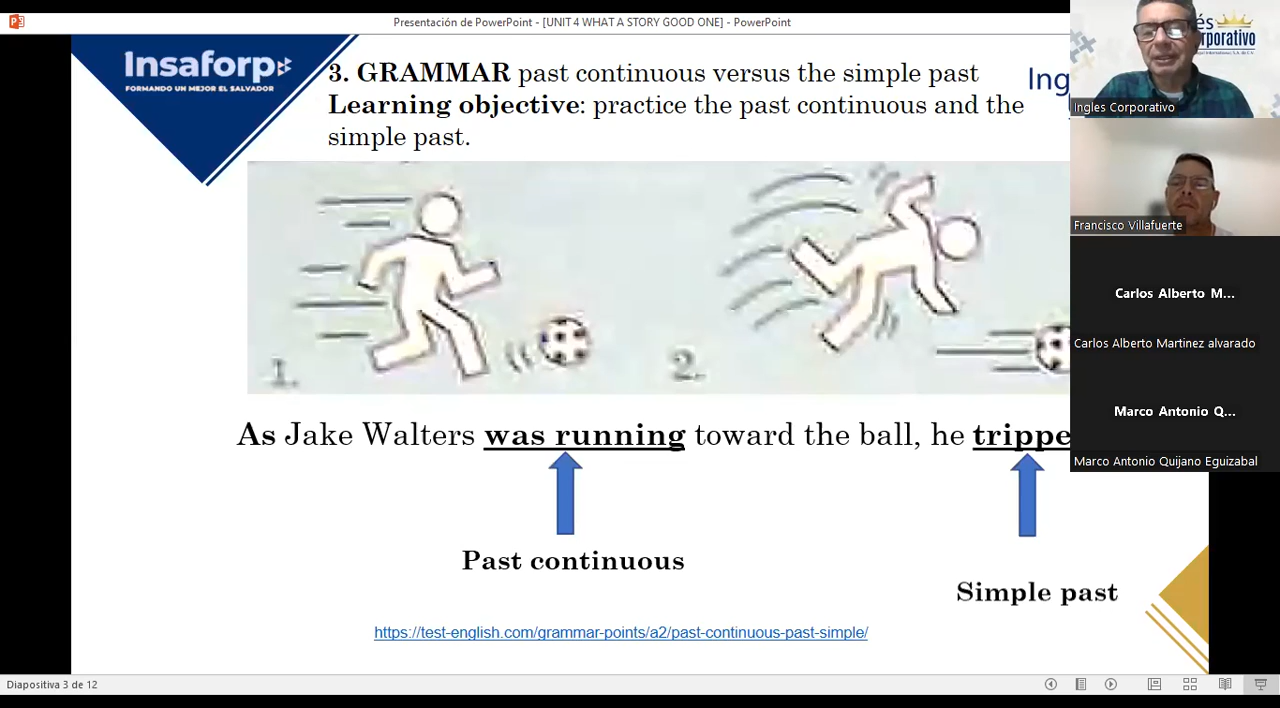 Presentación de PowerPoint - [UNIT 4 WHAT A STORY GOOD ONE] - PowerPoint
Insaforp
FORMANDO UN MEJOR EL SALVADOR
3. GRAMMAR past continuous versus the simple past
Learning objective: practice the past continuous and the
simple past.
Ing
1.
2.
As Jake Walters was running toward the ball, he trippe
Past continuous
Simple past
https://test-english.com/grammar-points/a2/past-continuous-past-simple/
Diapositiva 3 de 12
és
rporativo
Ingles Corporativo
Francisco Villafuerte
Carlos Alberto M...
Carlos Alberto Martinez alvarado
Marco Antonio Q...
Marco Antonio Quijano Eguizabal